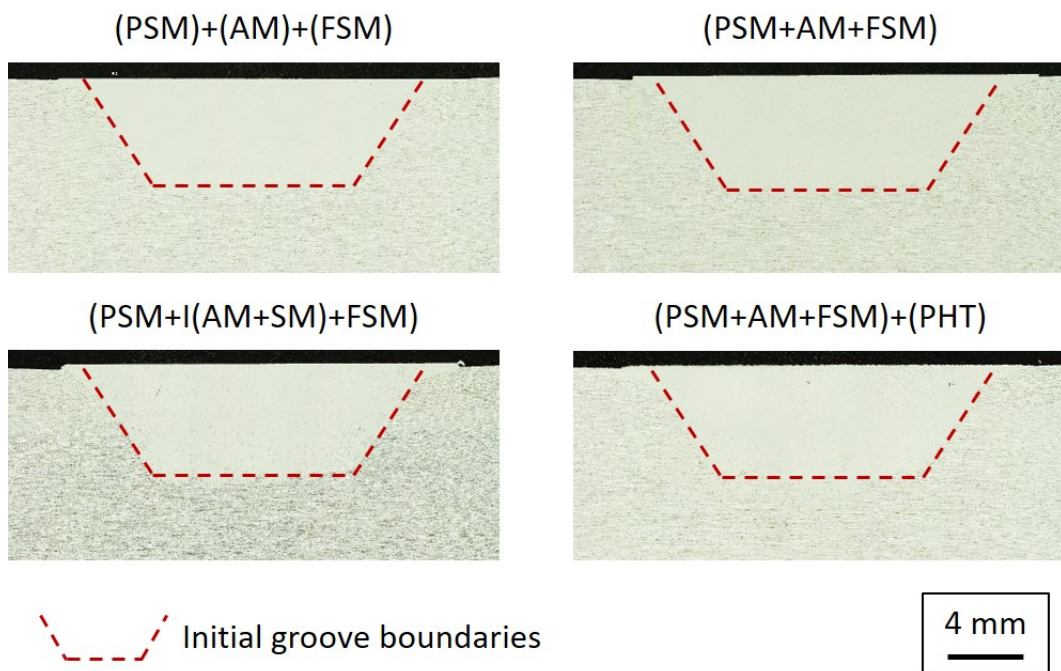 (PSM)+(AM)+(FSM)
(PSM+AM+FSM)
(PSM+I(AM+SM)+FSM)
(PSM+AM+FSM)+(PHT)
Initial groove boundaries
4 mm